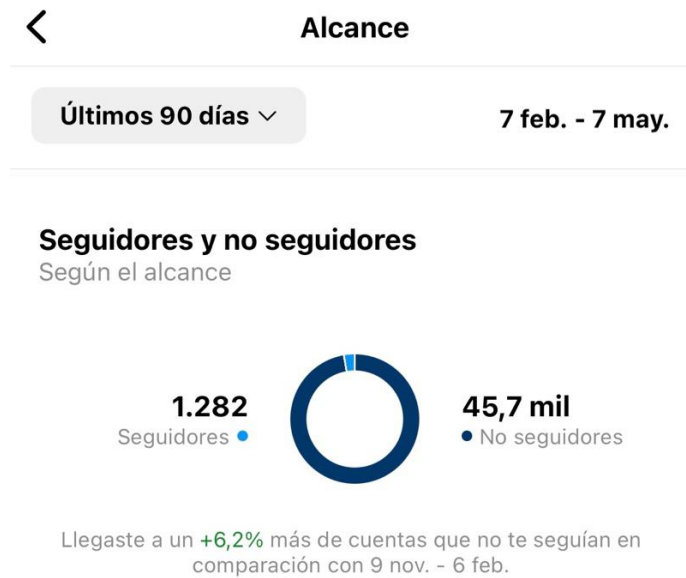 Alcance
Últimos 90 días
7 feb. - 7 may.
Seguidores y no seguidores
Según el alcance
1.282
Seguidores
45,7 mil
No seguidores
Llegaste a un +6,2% más de cuentas que no te seguían en
comparación con 9 nov. - 6 feb.